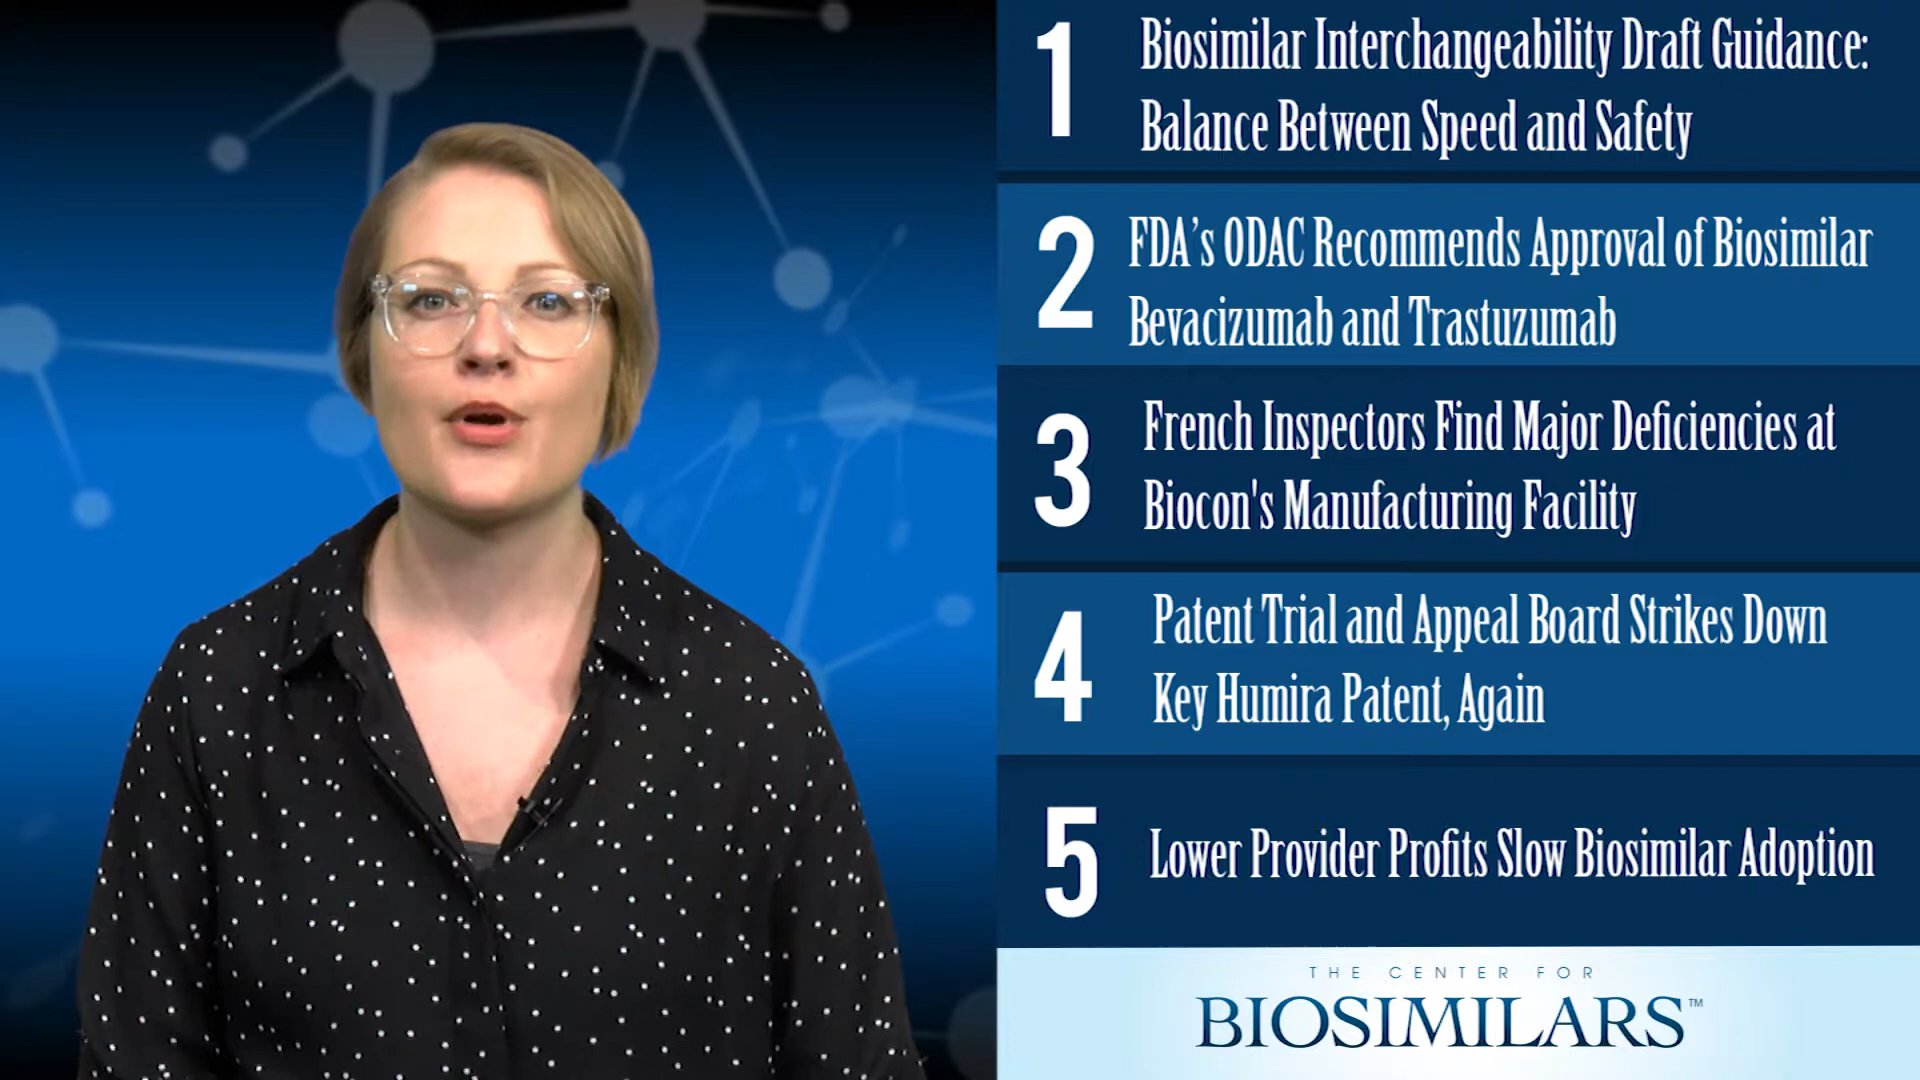 1
Biosimilar Interchangeability Draft Guidance:
Balance Between Speed and Safety
2
FDA’s ODAC Recommends Approval of Biosimilar
Bevacizumab and Trastuzumab
3
French Inspectors Find Major Deficiencies at
Biocon's Manufacturing Facility
4
Patent Trial and Appeal Board Strikes Down
Key Humira Patent, Again
5
Lower Provider Profits Slow Biosimilar Adoption
THE CENTER FOR
BIOSIMILARS™